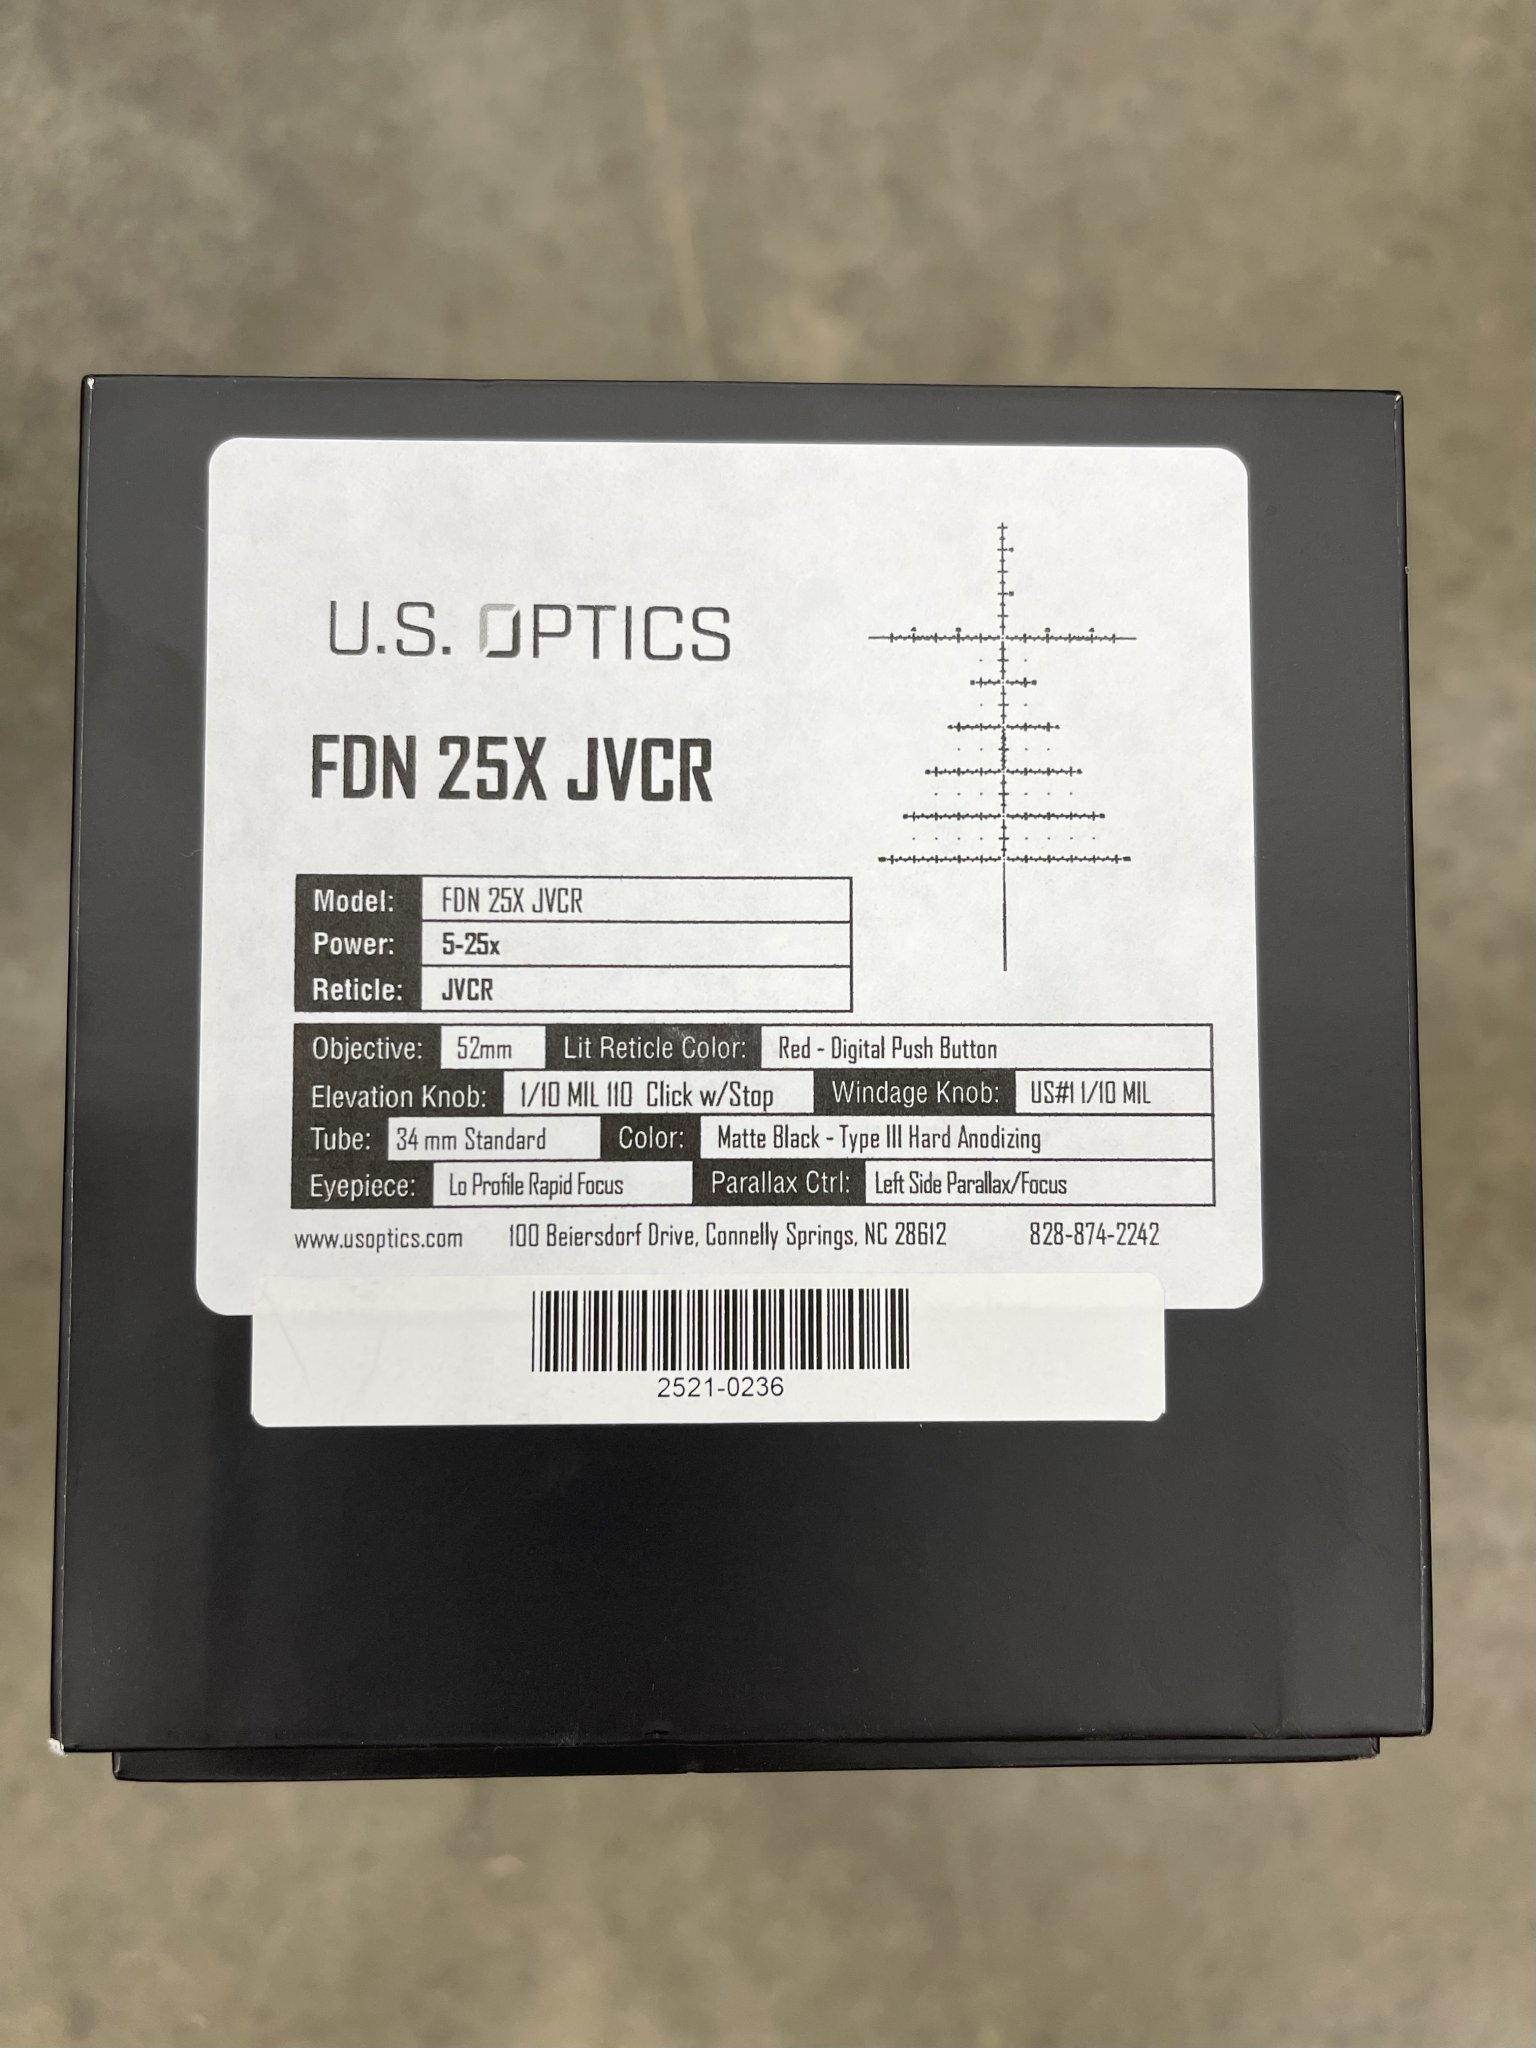 U.S. OPTICS
FDN 25X JVCR
Model: FDN 25X JVCR
Power: 5-25x
Reticle: JVCR
Objective: 52mm Lit Reticle Color: Red - Digital Push Button
Elevation Knob: 1/10 MIL 110 Click w/Stop Windage Knob: US#1 1/10 MIL
Tube: 34 mm Standard Color: Matte Black - Type III Hard Anodizing
Eyepiece: Lo Profile Rapid Focus Parallax Ctrl: Left Side Parallax/Focus
www.usoptics.com 100 Beiersdorf Drive, Connelly Springs, NC 28612 828-874-2242
2521-0236